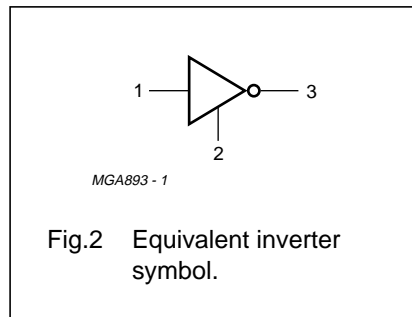 1
3
2
MGA893 - 1
Fig.2 Equivalent inverter
symbol.